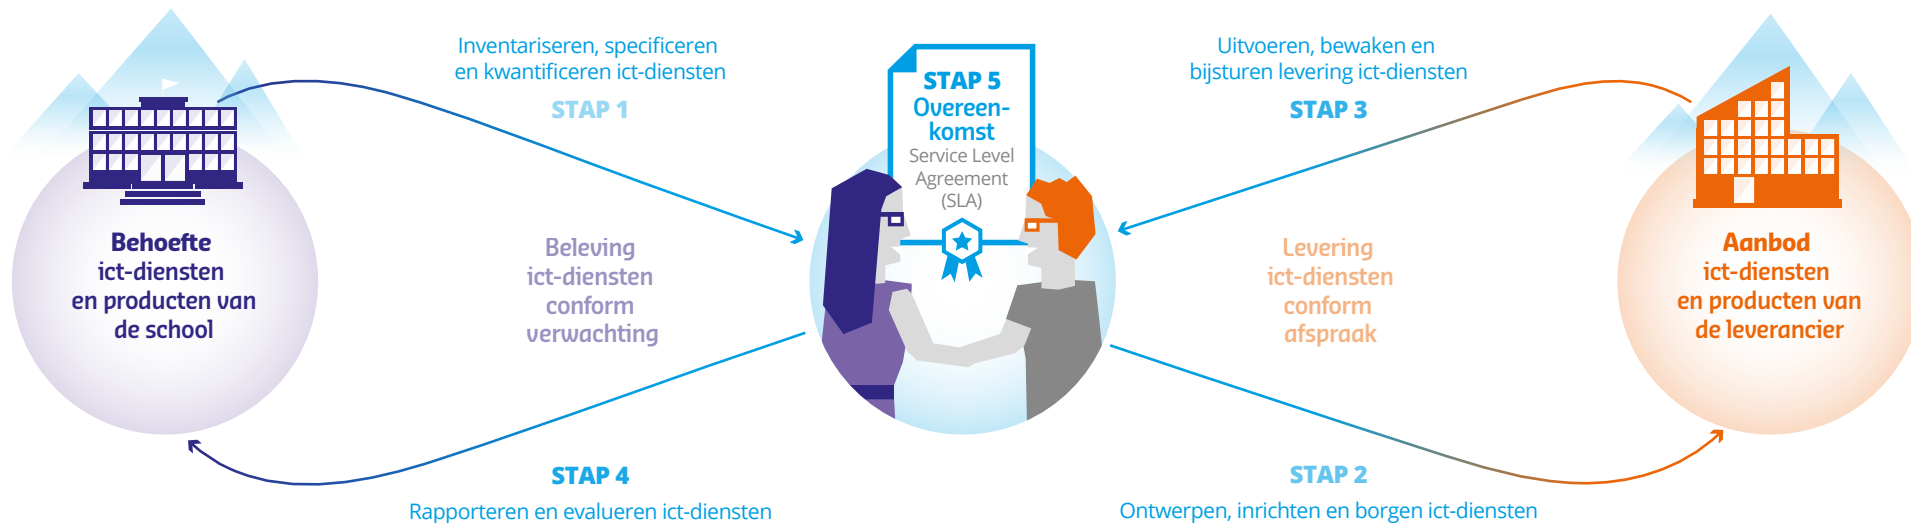 Behoefte
ict-diensten
en producten van
de school
Inventariseren, specificeren
en kwantificeren ict-diensten
STAP 1
Beleving
ict-diensten
conform
verwachting
STAP 4
Rapporteren en evalueren ict-diensten
STAP 5
Overeen-
komst
Service Level
Agreement
(SLA)
Uitvoeren, bewaken en
bijsturen levering ict-diensten
STAP 3
Levering
ict-diensten
conform
afspraak
STAP 2
Ontwerpen, inrichten en borgen ict-diensten
Aanbod
ict-diensten
en producten van
de leverancier